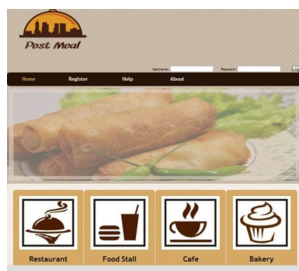 Post Meal
Username: Password:
Home Register Help About
Restaurant Food Stall Cafe Bakery